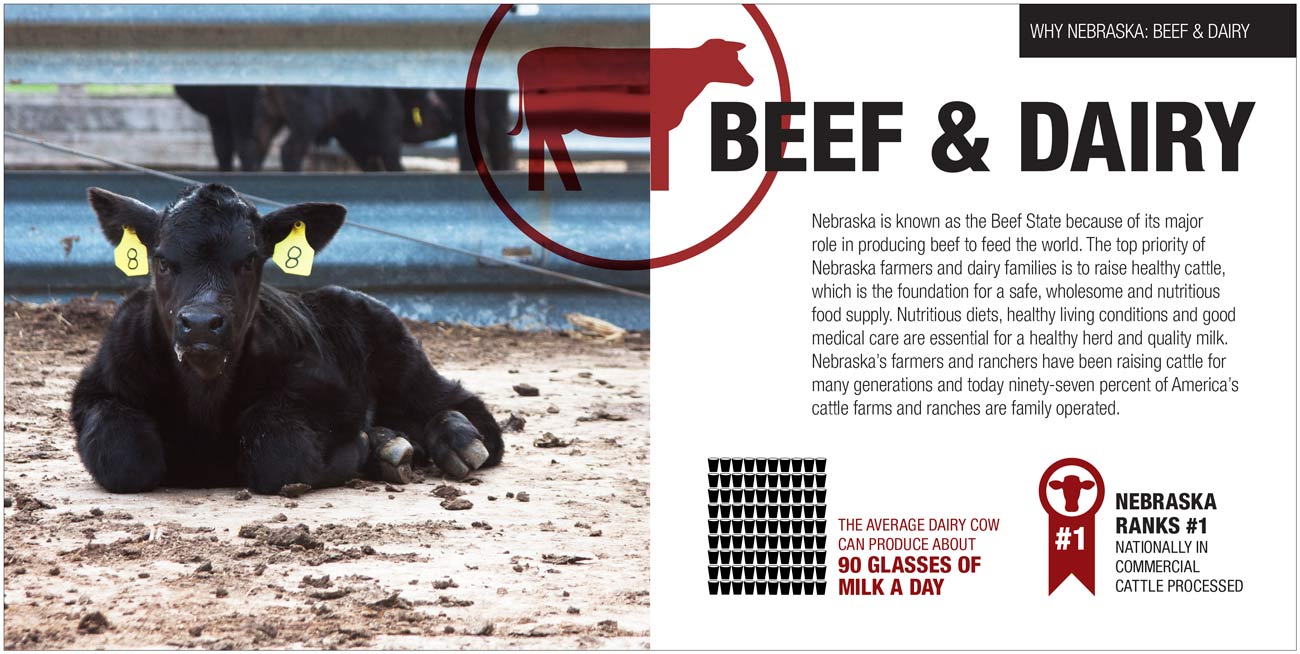 WHY NEBRASKA: BEEF & DAIRY
BEEF & DAIRY
Nebraska is known as the Beef State because of its major
role in producing beef to feed the world. The top priority of
Nebraska farmers and dairy families is to raise healthy cattle,
which is the foundation for a safe, wholesome and nutritious
food supply. Nutritious diets, healthy living conditions and good
medical care are essential for a healthy herd and quality milk.
Nebraska’s farmers and ranchers have been raising cattle for
many generations and today ninety-seven percent of America’s
cattle farms and ranches are family operated.
8
8
THE AVERAGE DAIRY COW
CAN PRODUCE ABOUT
90 GLASSES OF
MILK A DAY
#1
NEBRASKA
RANKS #1
NATIONALLY IN
COMMERCIAL
CATTLE PROCESSED